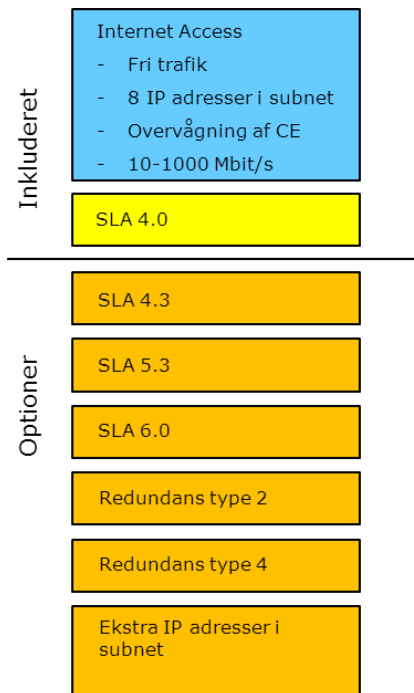 Inkluderet
Internet Access
- Fri trafik
- 8 IP adresser i subnet
- Overvågning af CE
- 10-1000 Mbit/s
SLA 4.0
Optioner
SLA 4.3
SLA 5.3
SLA 6.0
Redundans type 2
Redundans type 4
Ekstra IP adresser i
subnet